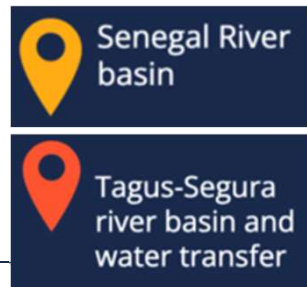 Senegal River
basin
Tagus-Segura
river basin and
water transfer